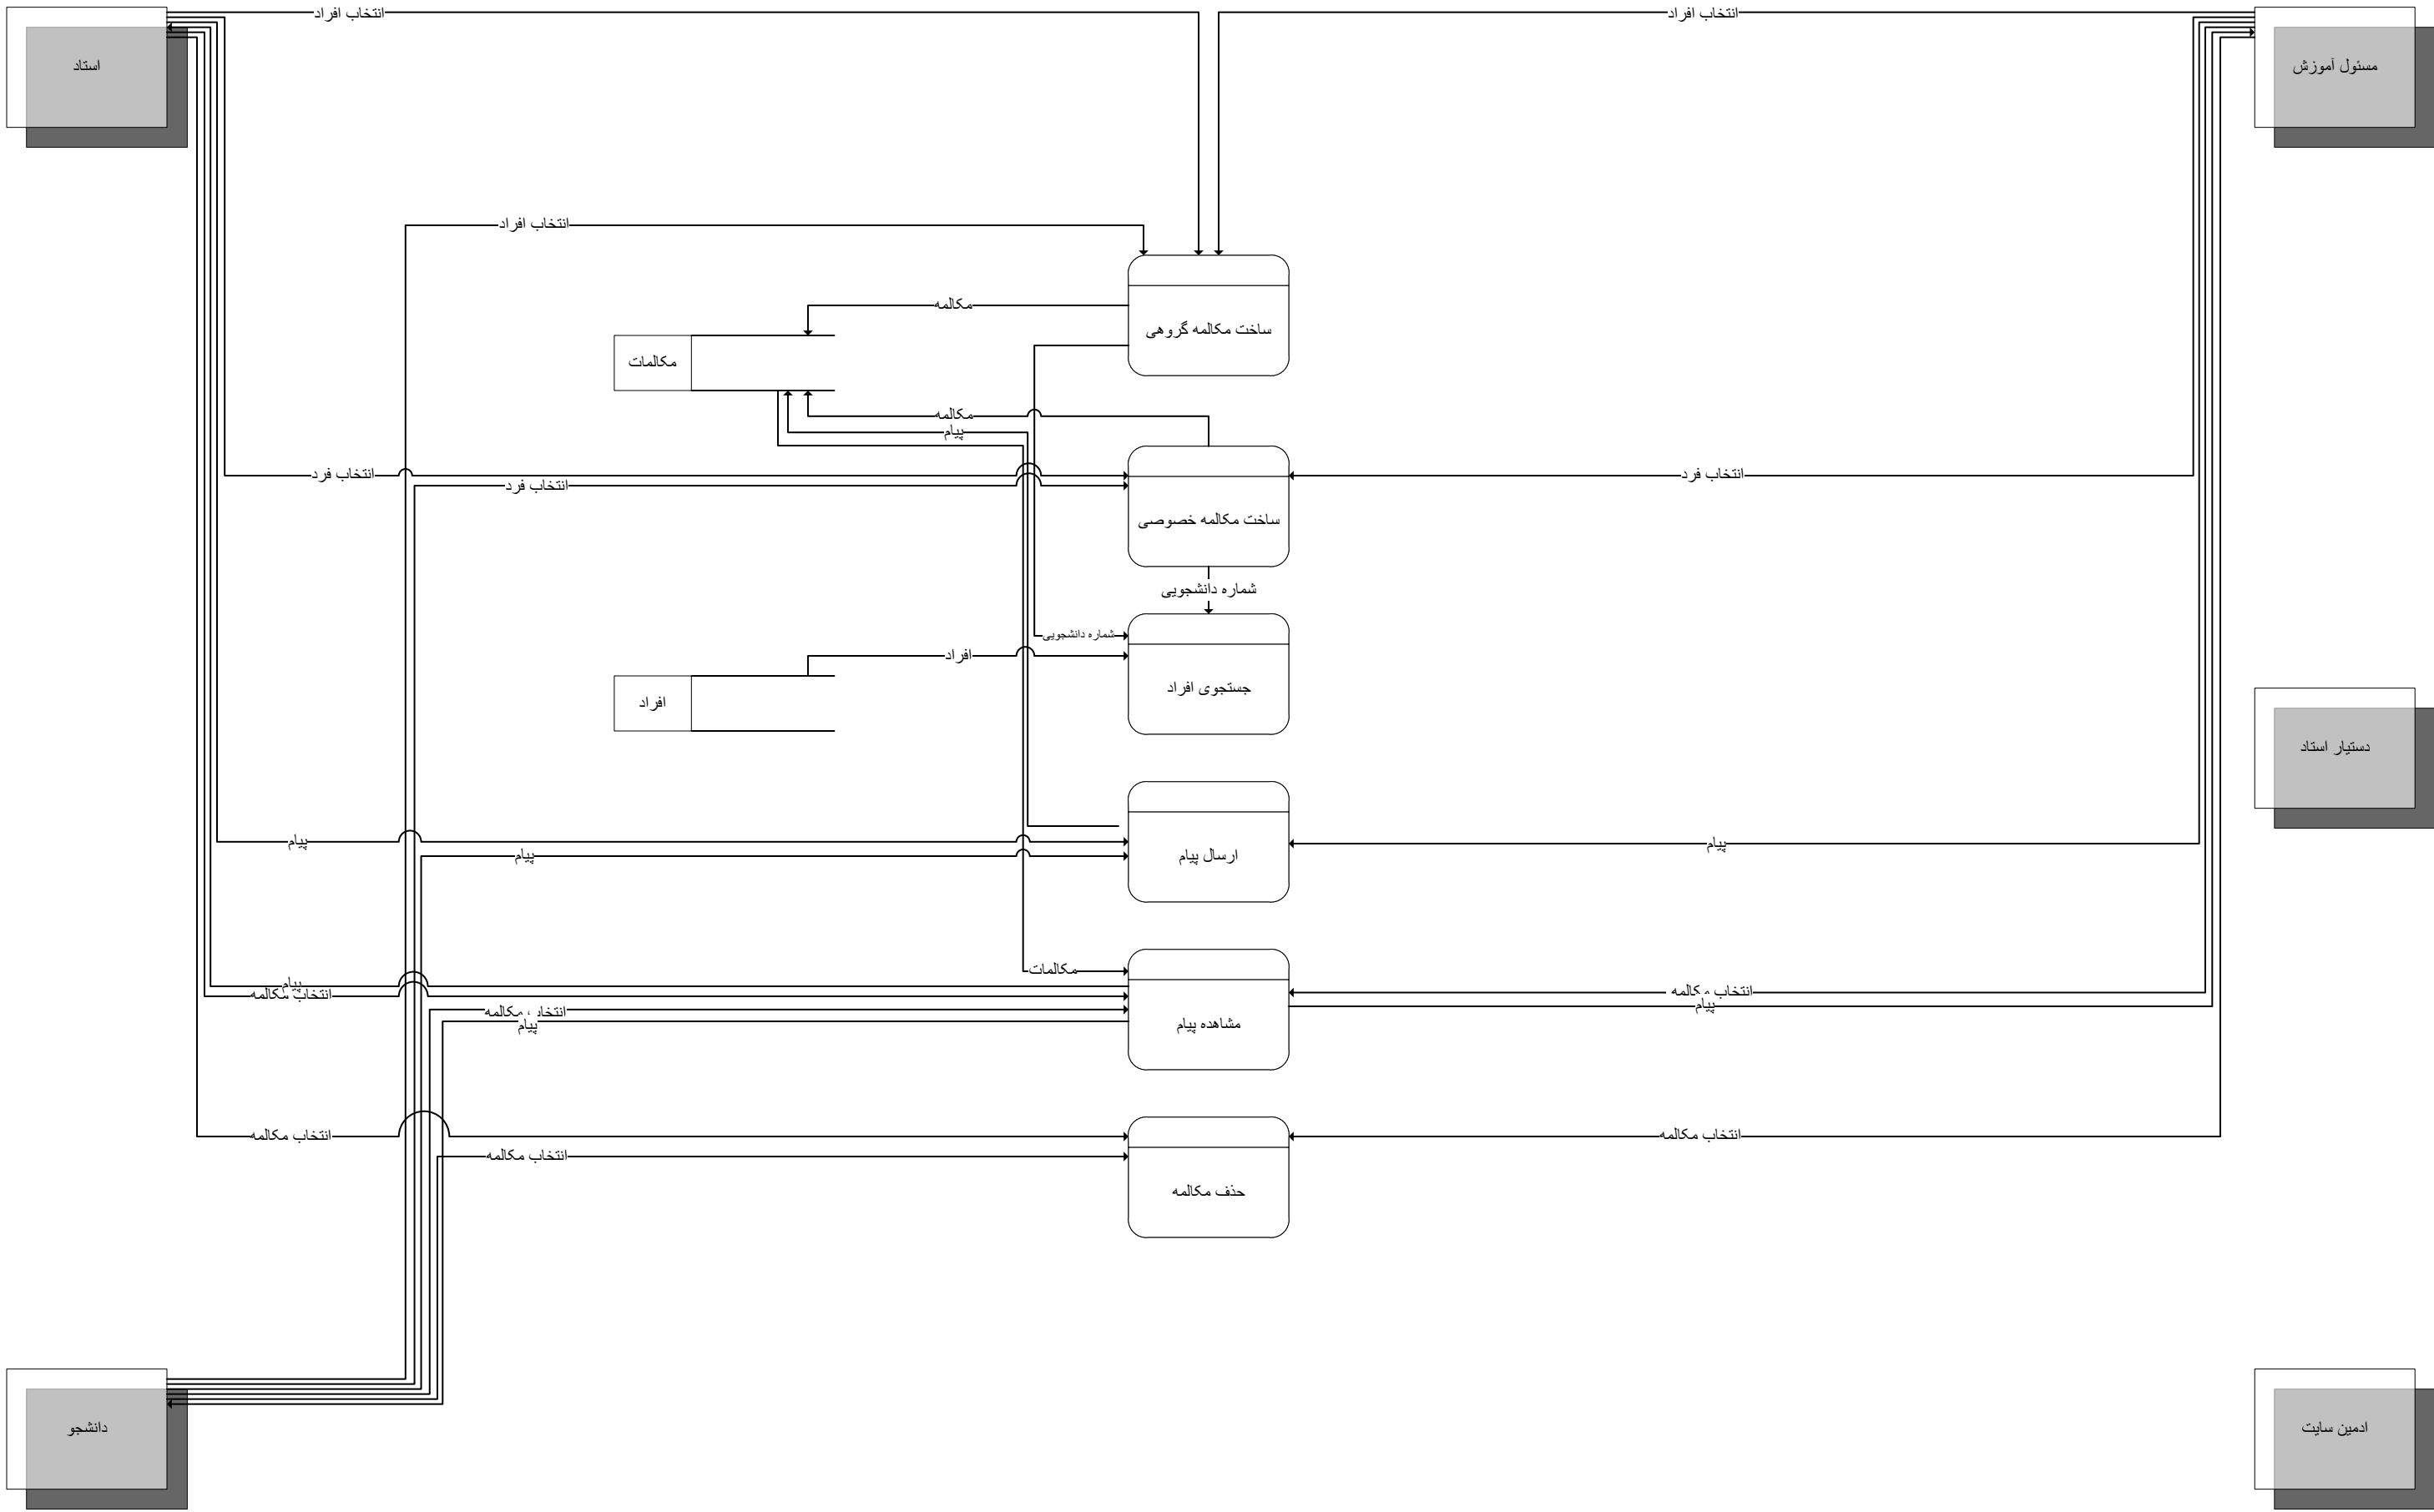 انتخاب افراد
انتخاب افراد
استاد
مسئول آموزش
انتخاب افراد
مکالمه
ساخت مکالمه گروهی
مکالمات
مکالمه
پیام
انتخاب فرد
انتخاب فرد
انتخاب فرد
ساخت مکالمه خصوصی
شماره دانشجویی
شماره دانشجویی
افراد
جستجوی افراد
افراد
دستیار استاد
پیام
پیام
پیام
ارسال پیام
مکالمات
پیام
انتخاب مکالمه
انتخاب مکالمه
پیام
انتخاب مکالمه
پیام
مشاهده پیام
انتخاب مکالمه
انتخاب مکالمه
انتخاب مکالمه
حذف مکالمه
دانشجو
ادمین سایت